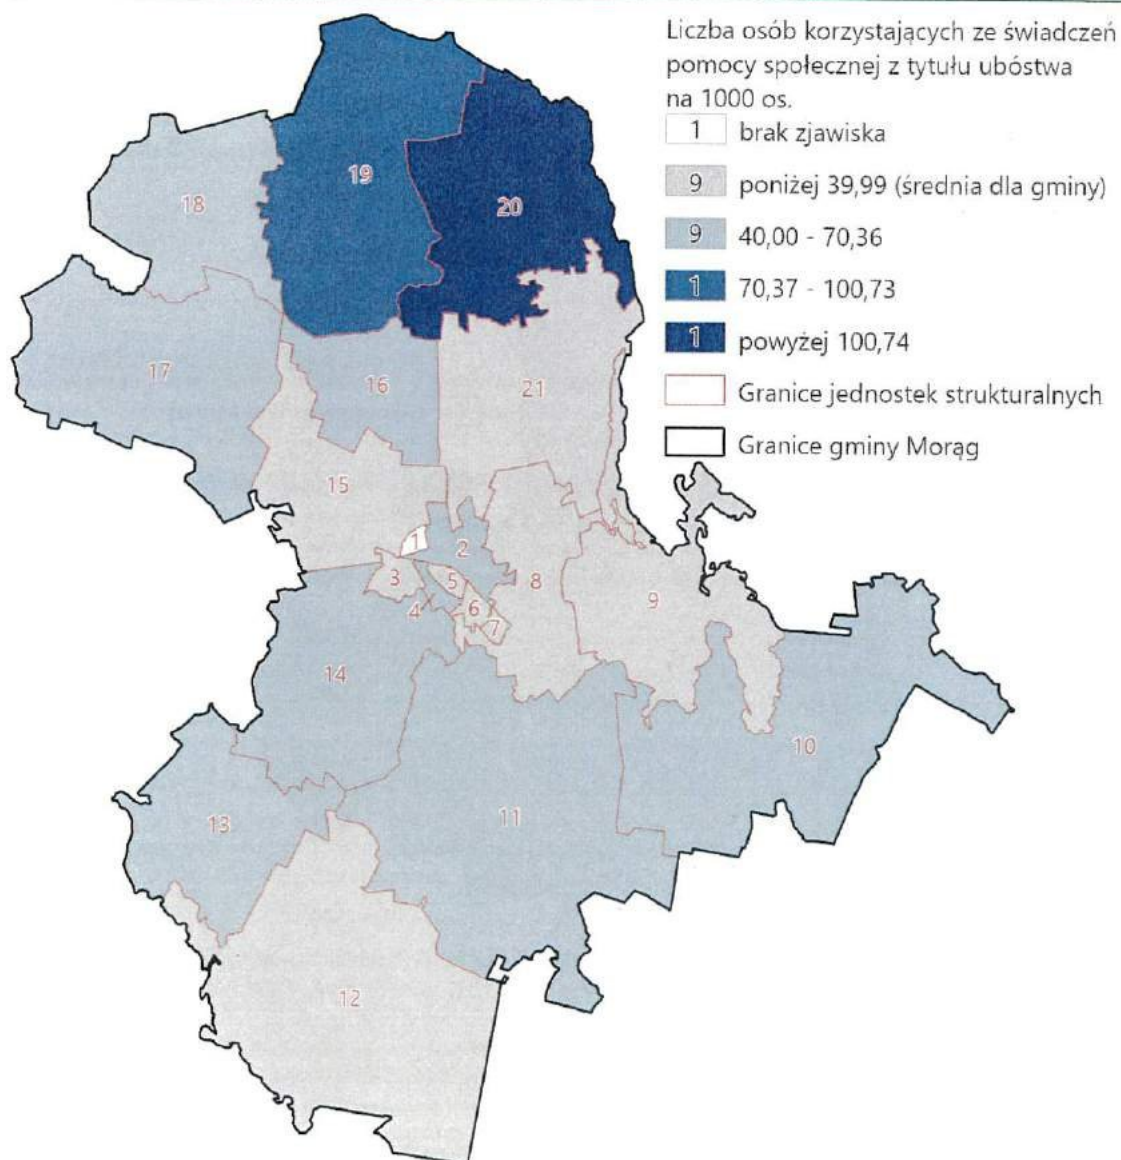 Liczba osób korzystających ze świadczeń
pomocy społecznej z tytułu ubóstwa
na 1000 os.
1 brak zjawiska
9 poniżej 39,99 (średnia dla gminy)
9 40,00 - 70,36
1 70,37 - 100,73
1 powyżej 100,74
Granice jednostek strukturalnych
Granice gminy Morąg
19
18
20
17
16
21
15
1
2
3
5
8
9
4
6
7
14
10
11
13
12